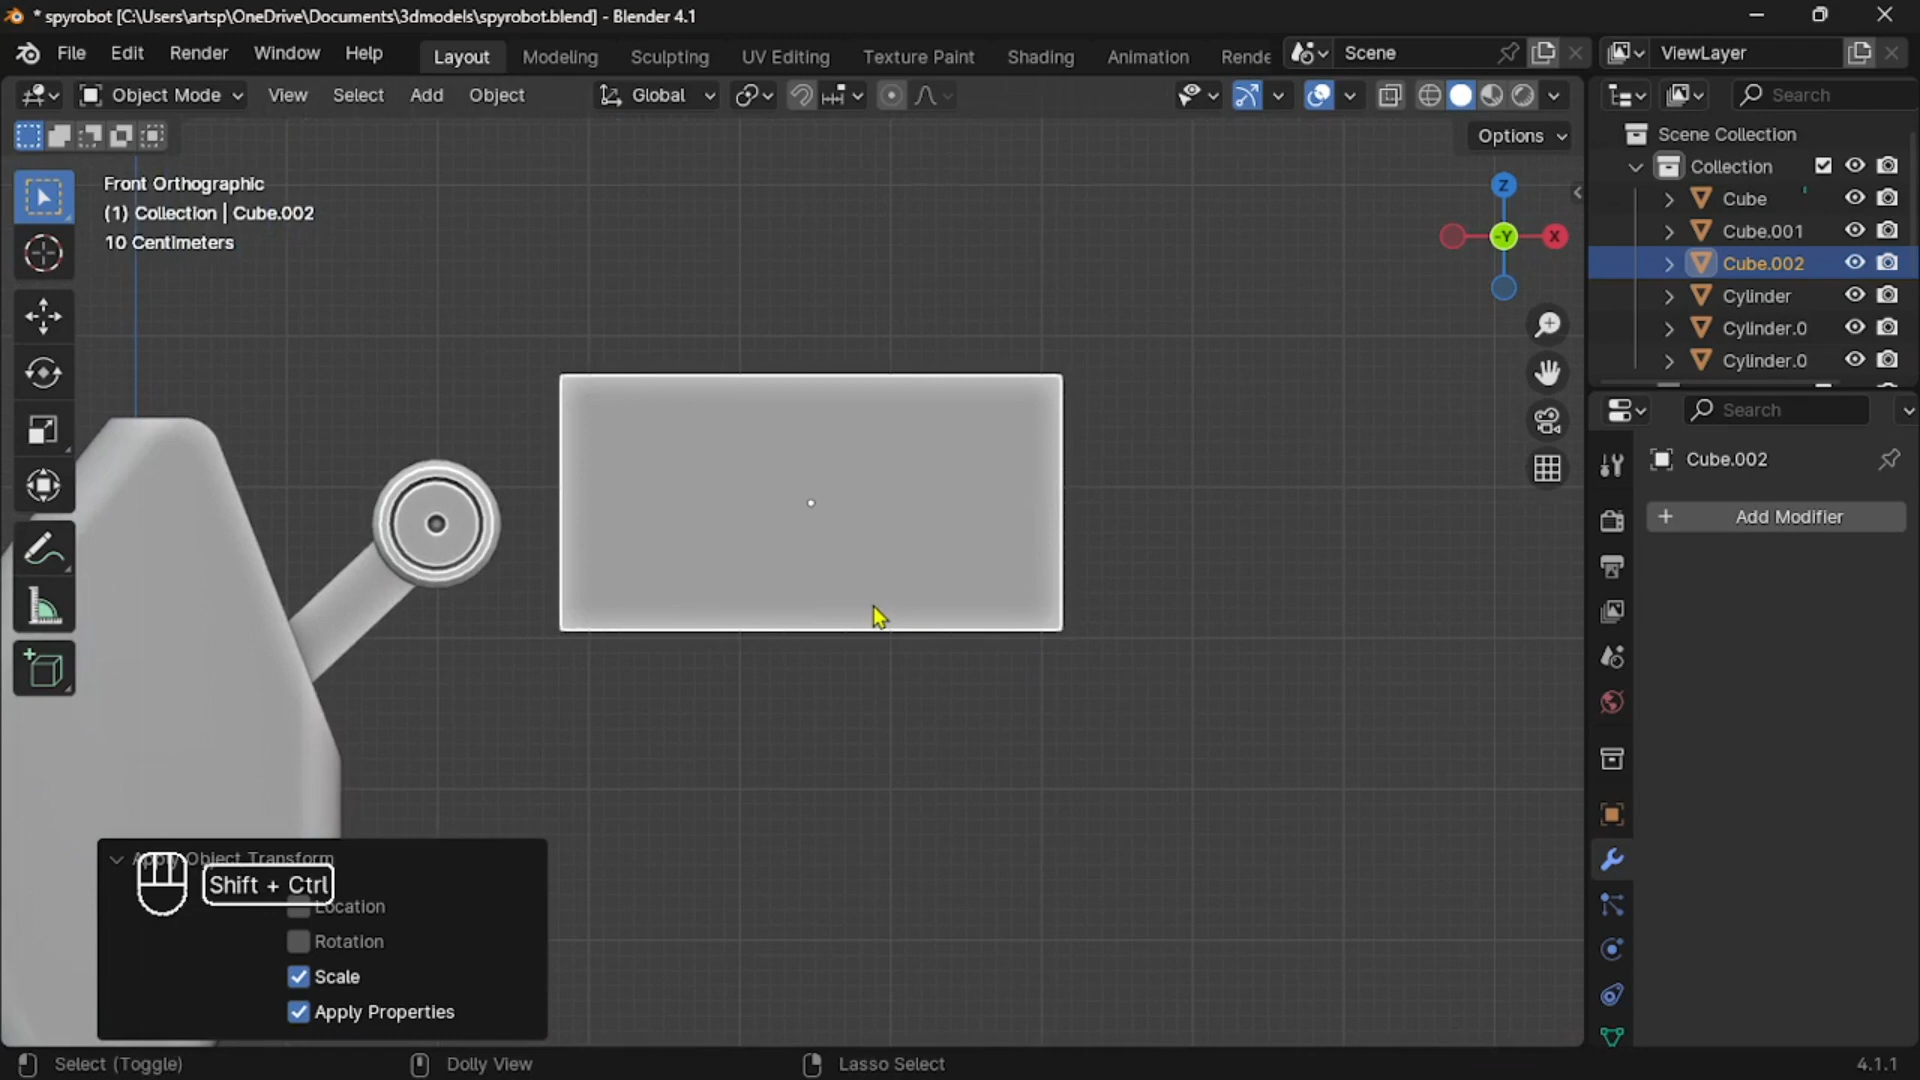 * spyrobot [C:\Users\artsp\OneDrive\Documents\3dmodels\spyrobot.blend] - Blender 4.1
File Edit Render Window Help Layout Modeling Sculpting UV Editing Texture Paint Shading Animation Rende Scene ViewLayer
Object Mode View Select Add Object Global Search
Options
Scene Collection
Collection
Cube
Cube.001
Cube.002
Cylinder
Cylinder.0
Cylinder.0
Front Orthographic
(1) Collection | Cube.002
10 Centimeters
Z
-Y
X
Search
Cube.002
Add Modifier
Apply Object Transform
Shift + Ctrl
Location
Rotation
Scale
Apply Properties
Select (Toggle) Dolly View Lasso Select 4.1.1